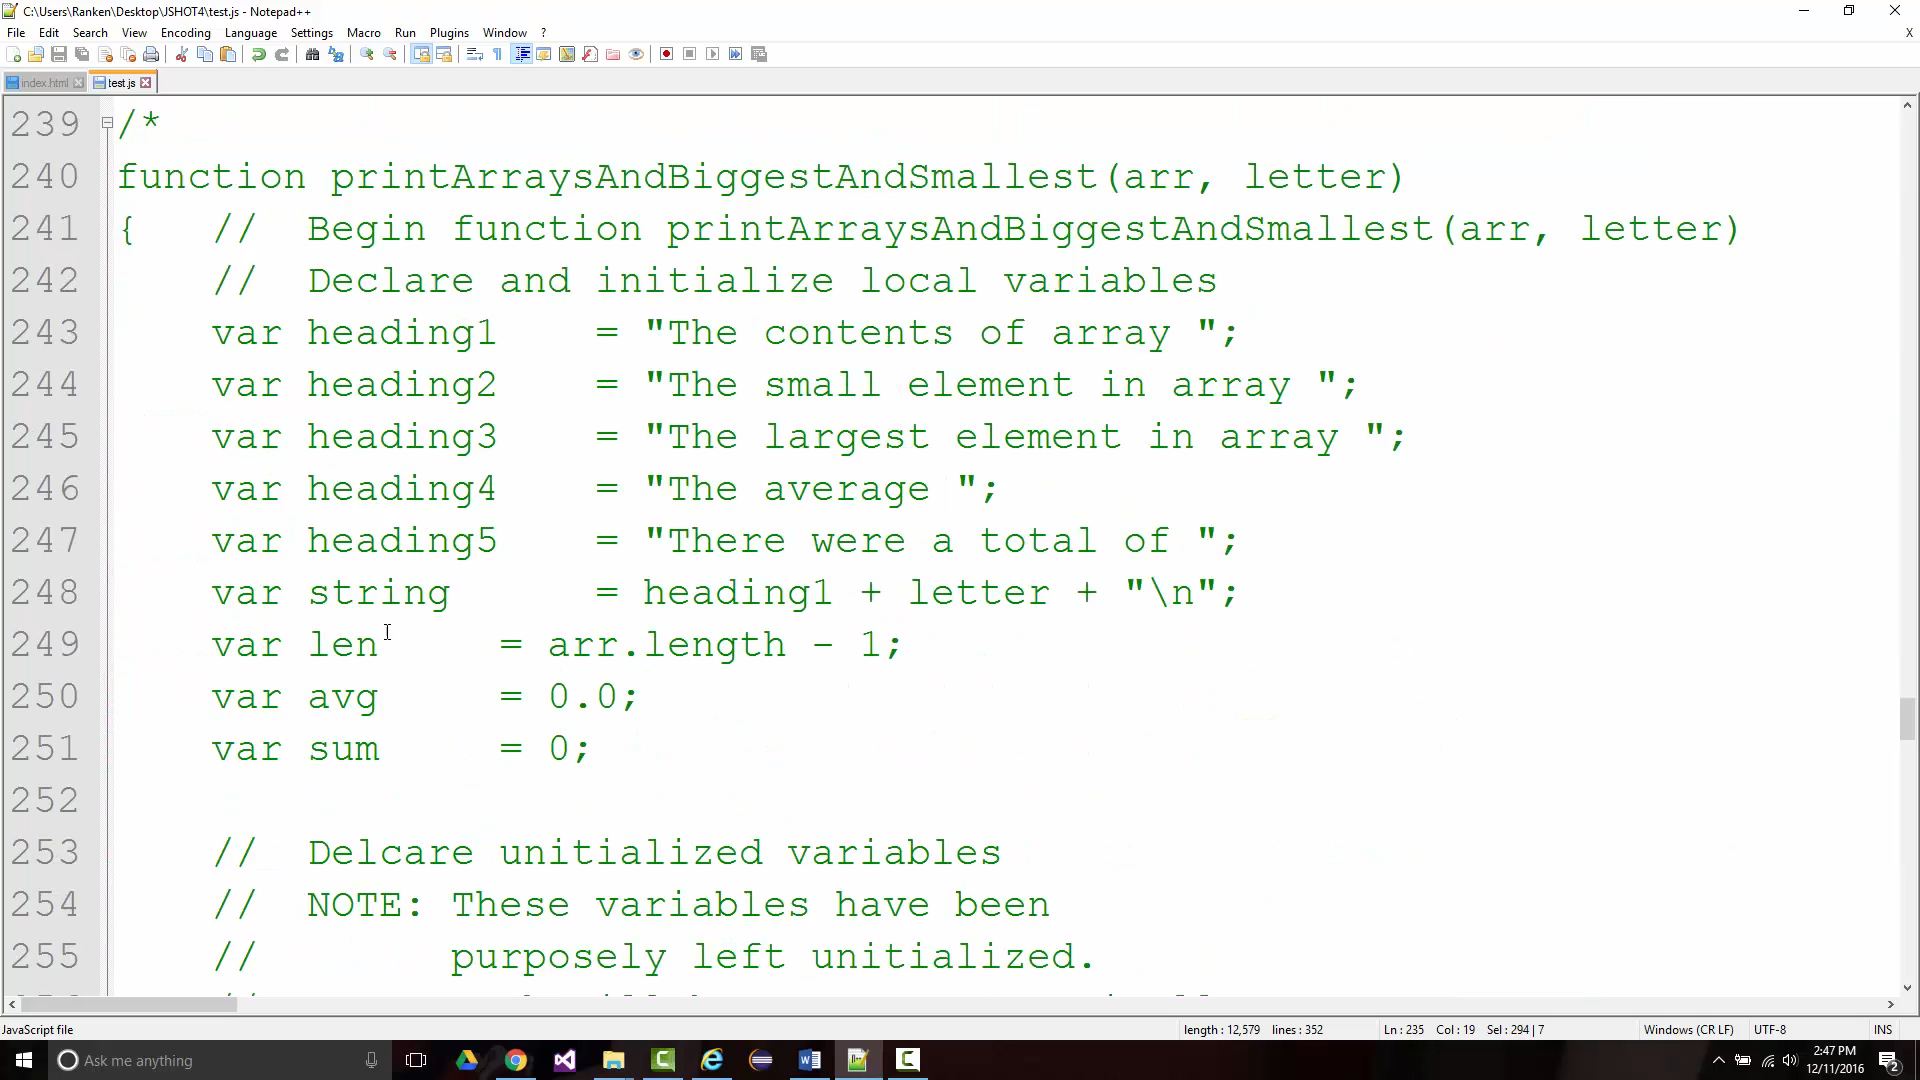 C:\Users\Ranken\Desktop\JSHOT4\test.js - Notepad++
File Edit Search View Encoding Language Settings Macro Run Plugins Window ? X
index.html test.js
239 /*
240 function printArraysAndBiggestAndSmallest(arr, letter)
241 { // Begin function printArraysAndBiggestAndSmallest(arr, letter)
242 // Declare and initialize local variables
243 var heading1 = "The contents of array ";
244 var heading2 = "The small element in array ";
245 var heading3 = "The largest element in array ";
246 var heading4 = "The average ";
247 var heading5 = "There were a total of ";
248 var string = heading1 + letter + "\n";
249 var len = arr.length - 1;
250 var avg = 0.0;
251 var sum = 0;
252
253 // Delcare unitialized variables
254 // NOTE: These variables have been
255 // purposely left unitialized.
JavaScript file length : 12,579 lines : 352 Ln : 235 Col : 19 Sel : 294 | 7 Windows (CR LF) UTF-8 INS
Ask me anything 2:47 PM
12/11/2016
2